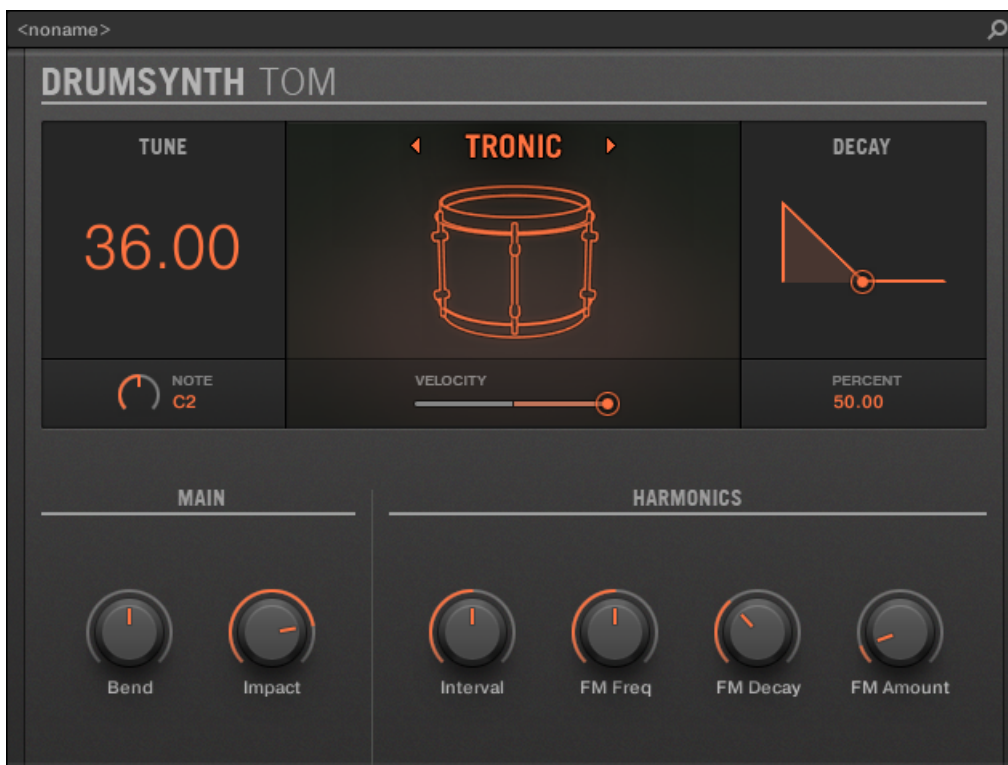 <noname>
DRUMSYNTH TOM
TUNE
TRONIC
DECAY
36.00
NOTE
C2
VELOCITY
PERCENT
50.00
MAIN
HARMONICS
Bend
Impact
Interval
FM Freq
FM Decay
FM Amount